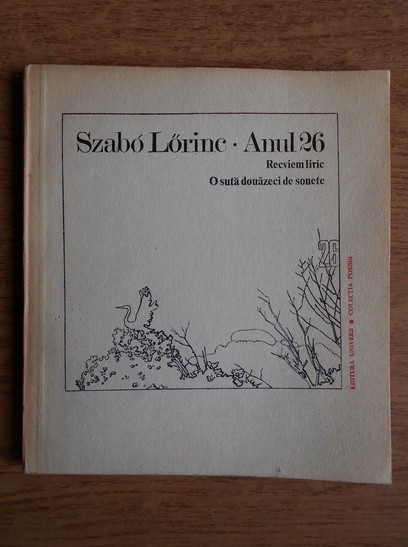 Szabó Lőrinc · Anul 26
Recviem liric
O sută douăzeci de sonete
26
EDITURA UNIVERS ● COLECȚIA POESIS